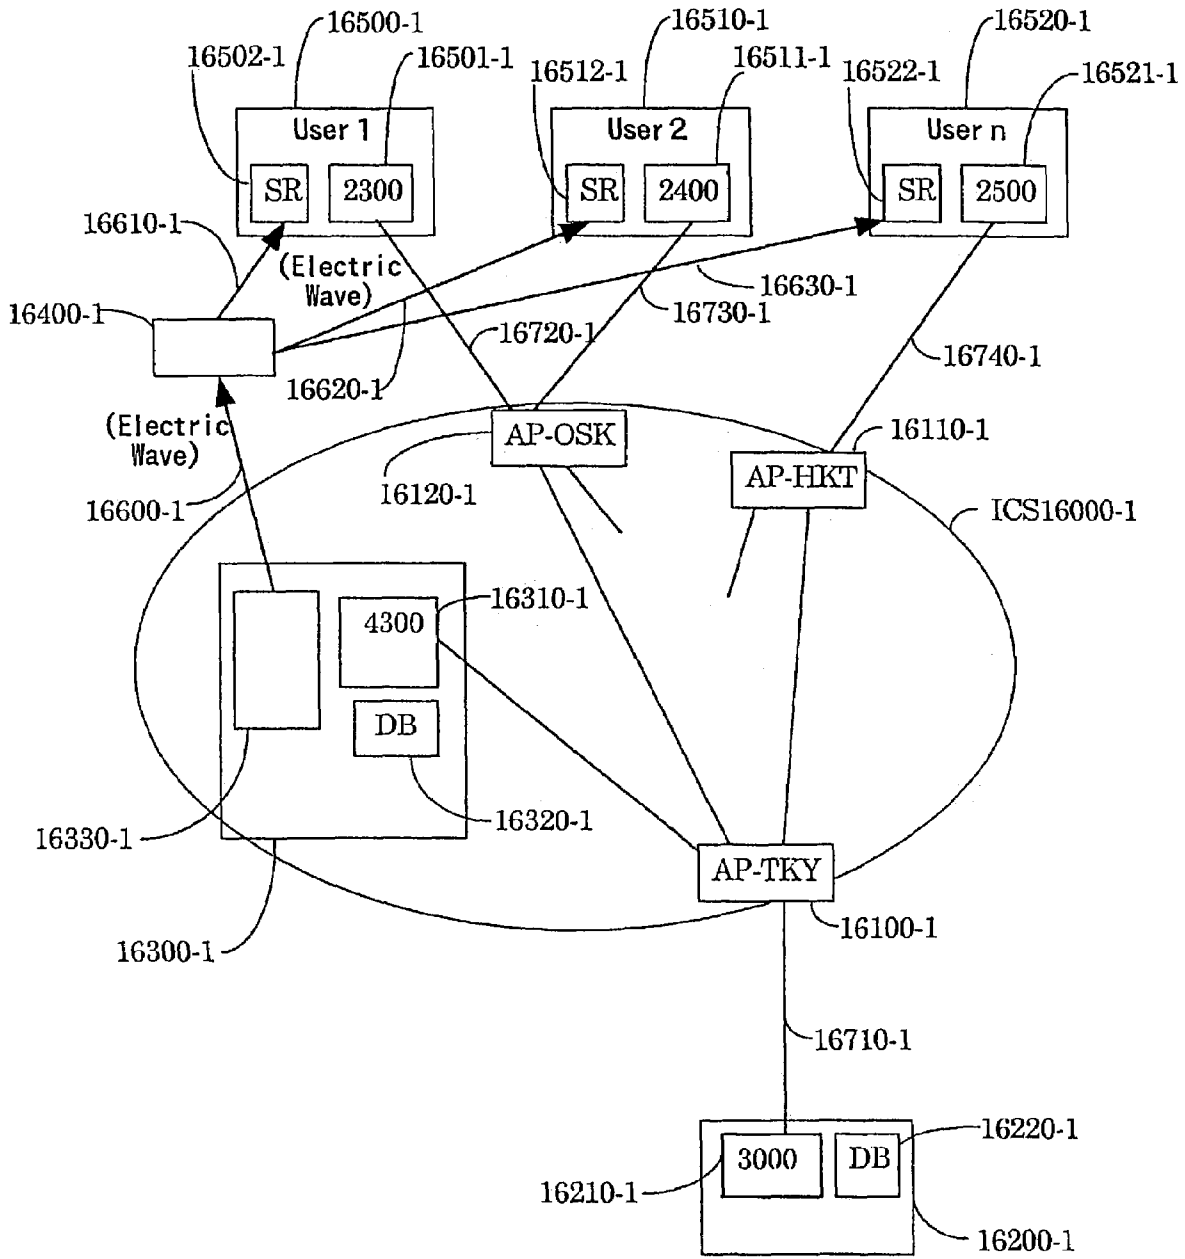 16500-1
16510-1
16520-1
16502-1
16501-1
16512-1
16511-1
16522-1
16521-1
User 1
User 2
User n
SR
2300
SR
2400
SR
2500
16610-1
(Electric
Wave)
16630-1
16400-1
16730-1
16720-1
16740-1
16620-1
(Electric
Wave)
AP-OSK
16110-1
16120-1
AP-HKT
16600-1
ICS16000-1
16310-1
4300
DB
16320-1
16330-1
AP-TKY
16300-1
16100-1
16710-1
16220-1
3000
DB
16210-1
16200-1